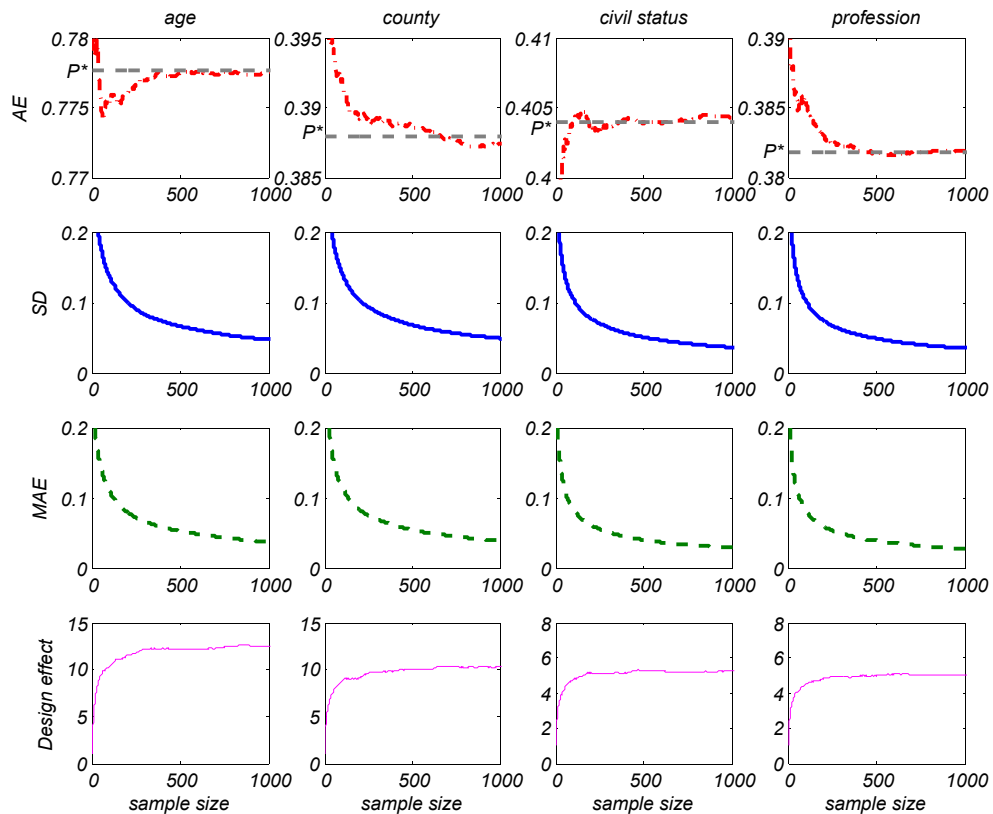 age county civil status profession
0.78 0.395 0.41 0.39
P*
0.775 0.39 0.405 0.385
P* P* P*
0.77 0.385 0.4 0.38
AE
0 500 1000 0 500 1000 0 500 1000 0 500 1000
0.2 0.2 0.2 0.2
0.1 0.1 0.1 0.1
0 0 0 0
SD
0 500 1000 0 500 1000 0 500 1000 0 500 1000
0.2 0.2 0.2 0.2
0.1 0.1 0.1 0.1
0 0 0 0
MAE
0 500 1000 0 500 1000 0 500 1000 0 500 1000
15 15 8 8
10 10 6 6
4 4
5 5 2 2
0 0 0 0
Design effect
0 500 1000 0 500 1000 0 500 1000 0 500 1000
sample size sample size sample size sample size